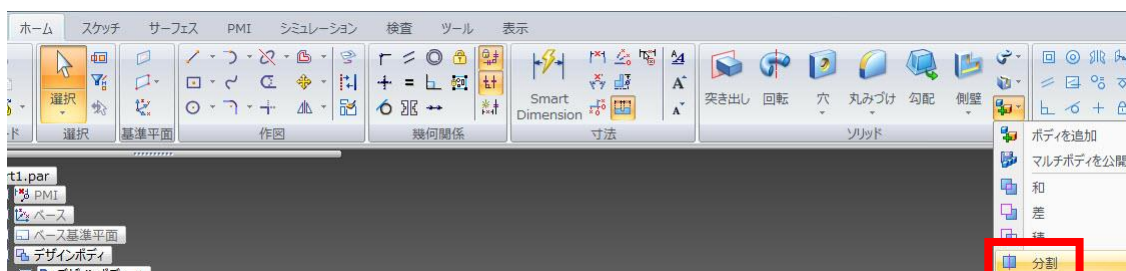 ホーム スケッチ サーフェス PMI シミュレーション 検査 ツール 表示
選択 Smart Dimension 突き出し 回転 穴 丸みづけ 勾配 側壁
ド 選択 基準平面 作図 幾何関係 寸法 ソリッド
ボディを追加
マルチボディを公開
rt1.par
PMI
和
ベース
差
ベース基準平面
積
デザインボディ
分割